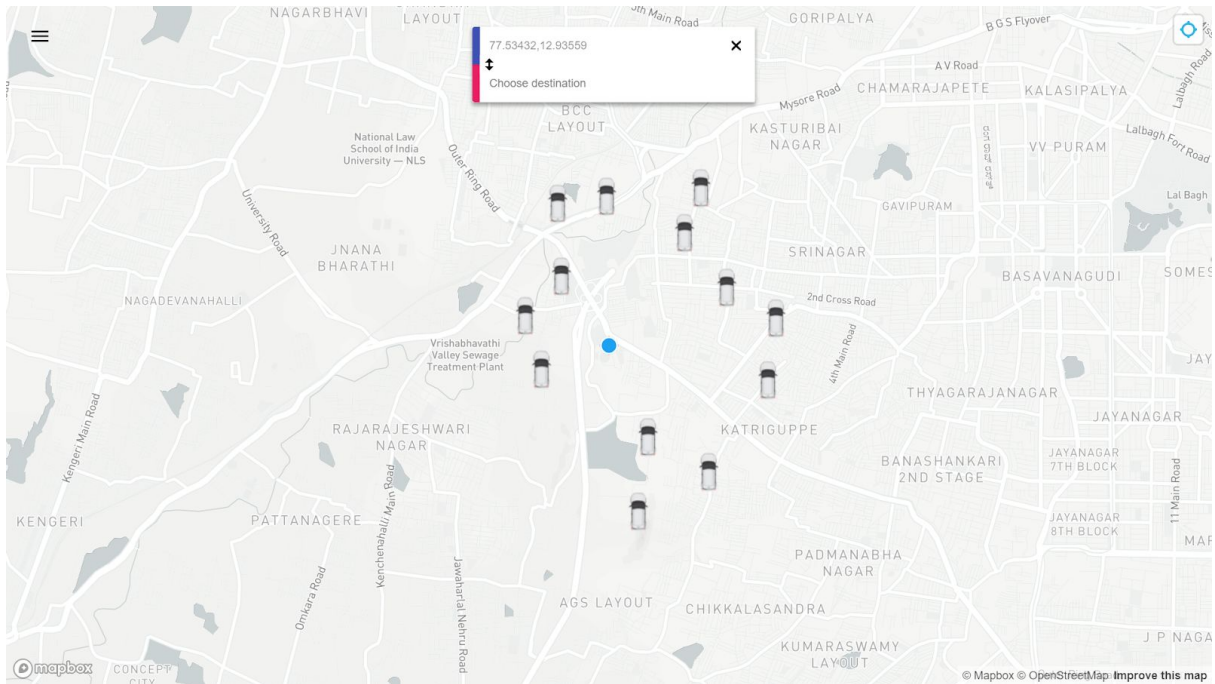 NAGARBHAVI
LAYOUT
5th Main Road
GORIPALYA
BGS Flyover
77.53432,12.93559
Choose destination
A V Road
CHAMARAJAPETE
KALASIPALYA
Lalbagh Road
Mysore Road
BCC
LAYOUT
KASTURIBAI
NAGAR
National Law
School of India
University — NLS
Outer Ring Road
VV PURAM
Lalbagh Fort Road
Lal Bagh
University Road
GAVIPURAM
JNANA
BHARATHI
SRINAGAR
BASAVANAGUDI
SOMES
NAGADEVANAHALLI
2nd Cross Road
Vrishabhavathi
Valley Sewage
Treatment Plant
4th Main Road
JAY
THYAGARAJANAGAR
Kengeri Main Road
RAJARAJESHWARI
NAGAR
KATRIGUPPE
JAYANAGAR
BANASHANKARI
2ND STAGE
JAYANAGAR
7TH BLOCK
11 Main Road
KENGERI
PATTANAGERE
Kenchenahalli Main Road
JAYANAGAR
8TH BLOCK
MAR
PADMANABHA
NAGAR
Omkara Road
Jawaharlal Nehru Road
AGS LAYOUT
CHIKKALASANDRA
KUMARASWAMY
LAYOUT
J P NAGA
mapbox
CONCEPT
CITY
© Mapbox © OpenStreetMap Improve this map